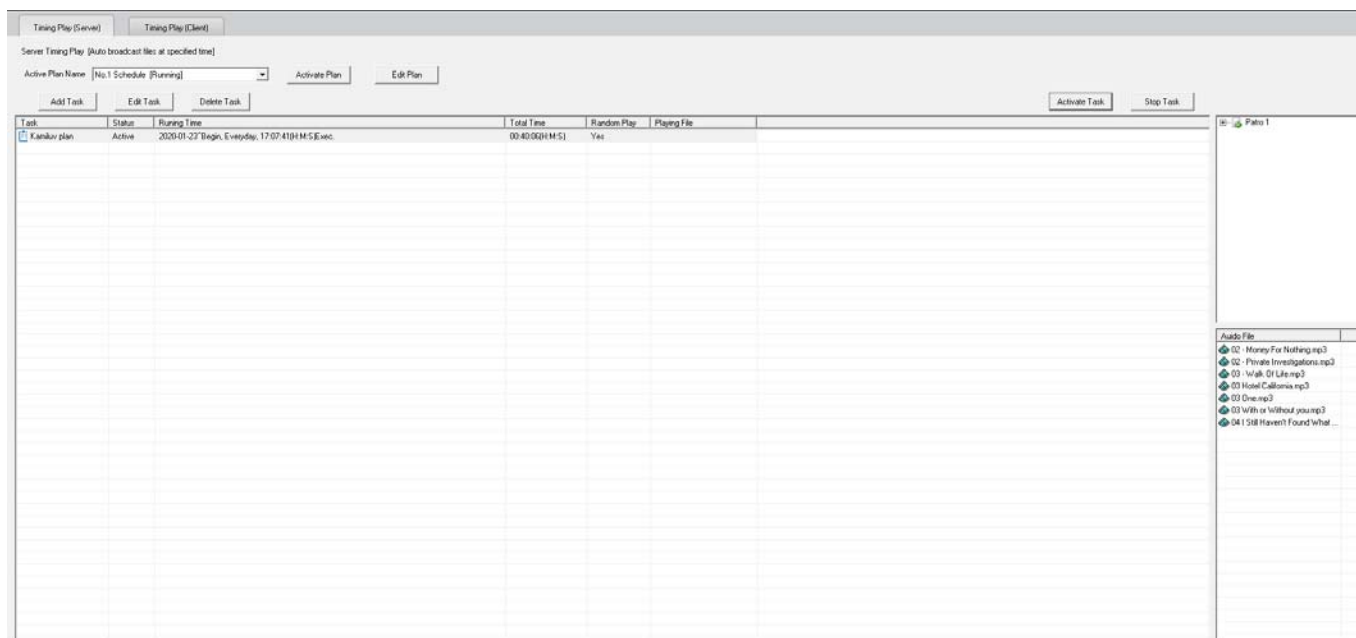 Timing Play (Server) Timing Play (Client)
Server Timing Play [Auto broadcast files at specified time]
Active Plan Name No.1 Schedule [Running] Activate Plan Edit Plan
Add Task Edit Task Delete Task Activate Task Stop Task
Task Status Runing Time Total Time Random Play Playing File
Kamiluv plan Active 2020-01-23~Begin, Everyday, 17:07:41(H:M:S)Exec. 00:40:06(H:M:S) Yes
Patro 1
Auido File
02 - Money For Nothing.mp3
02 - Private Investigations.mp3
03 - Walk Of Life.mp3
03 Hotel California.mp3
03 One.mp3
03 With or Without you.mp3
04 I Still Haven't Found What ...